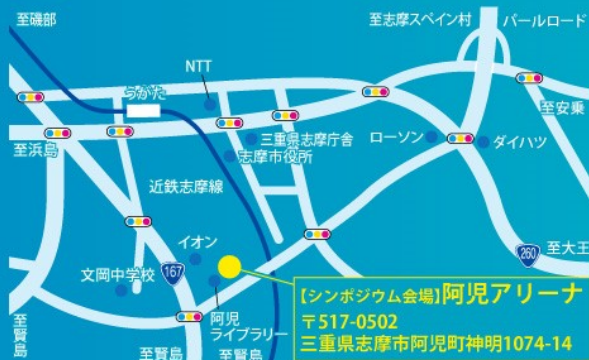 至磯部
至志摩スペイン村
パールロード
NTT
うがた
至安乗
三重県志摩庁舎
ローソン
ダイハツ
至浜島
志摩市役所
近鉄志摩線
イオン
260
至大王
167
文岡中学校
【シンポジウム会場】阿児アリーナ
〒517-0502
三重県志摩市阿児町神明1074-14
阿児
ライブラリー
至賢島
至賢島
至賢島